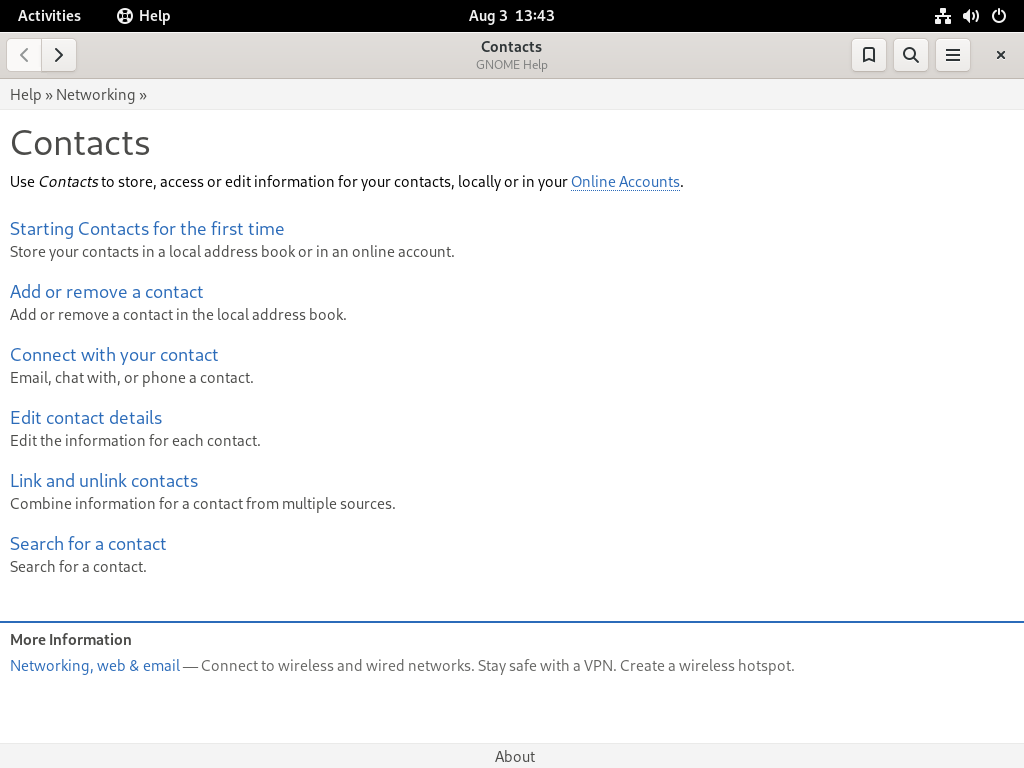 Activities Help Aug 3 13:43
Contacts
GNOME Help
Help » Networking »
Contacts
Use Contacts to store, access or edit information for your contacts, locally or in your Online Accounts.
Starting Contacts for the first time
Store your contacts in a local address book or in an online account.
Add or remove a contact
Add or remove a contact in the local address book.
Connect with your contact
Email, chat with, or phone a contact.
Edit contact details
Edit the information for each contact.
Link and unlink contacts
Combine information for a contact from multiple sources.
Search for a contact
Search for a contact.
More Information
Networking, web & email — Connect to wireless and wired networks. Stay safe with a VPN. Create a wireless hotspot.
About